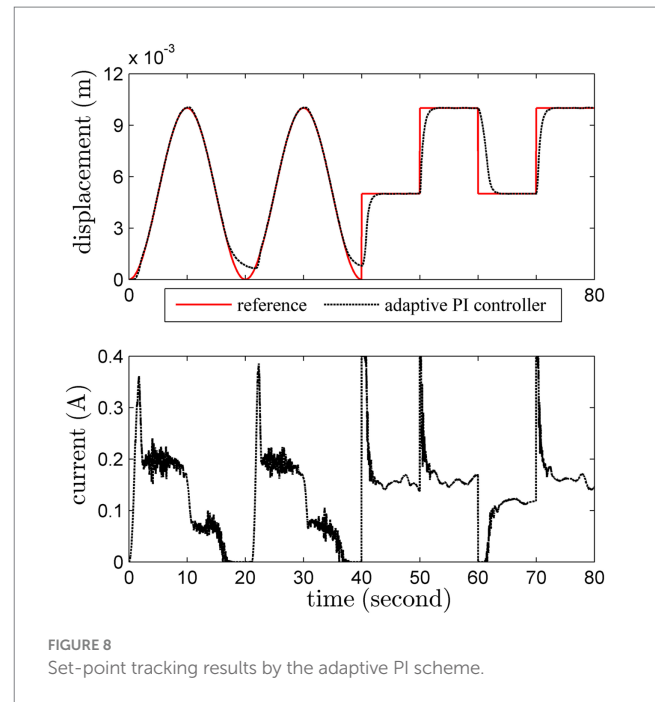 x 10⁻³
12
9
6
3
0
displacement (m)
0 80
reference adaptive PI controller
0.4
0.3
0.2
0.1
0
current (A)
0 10 20 30 40 50 60 70 80
time (second)
FIGURE 8
Set-point tracking results by the adaptive PI scheme.